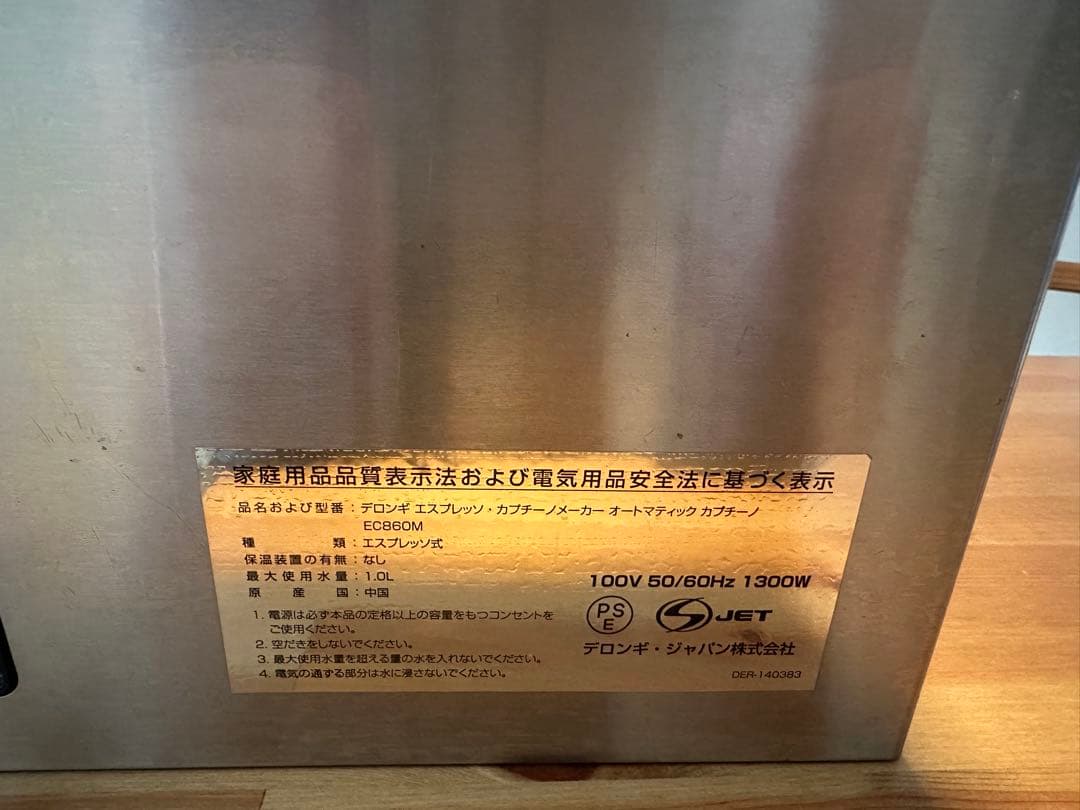 家庭用品品質表示法および電気用品安全法に基づく表示
品名および型番：デロンギ エスプレッソ・カプチーノメーカー オートマティック カプチーノ
EC860M
種類：エスプレッソ式
保温装置の有無：なし
最大使用水量：1.0L
原産国：中国
1. 電源は必ず本品の定格以上の容量をもつコンセントを
ご使用ください。
2. 空だきをしないでください。
3. 最大使用水量を超える量の水を入れないでください。
4. 電気の通ずる部分は水に浸さないでください。
100V 50/60Hz 1300W
PS
E
JET
デロンギ・ジャパン株式会社
DER-140383